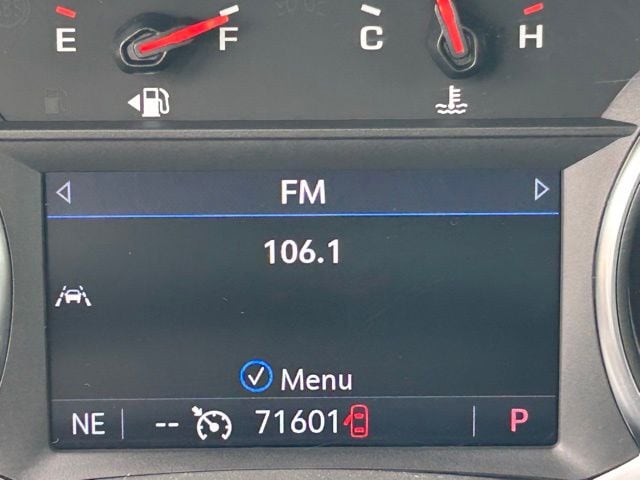 E F C H
FM
106.1
Menu
NE -- 71601 P